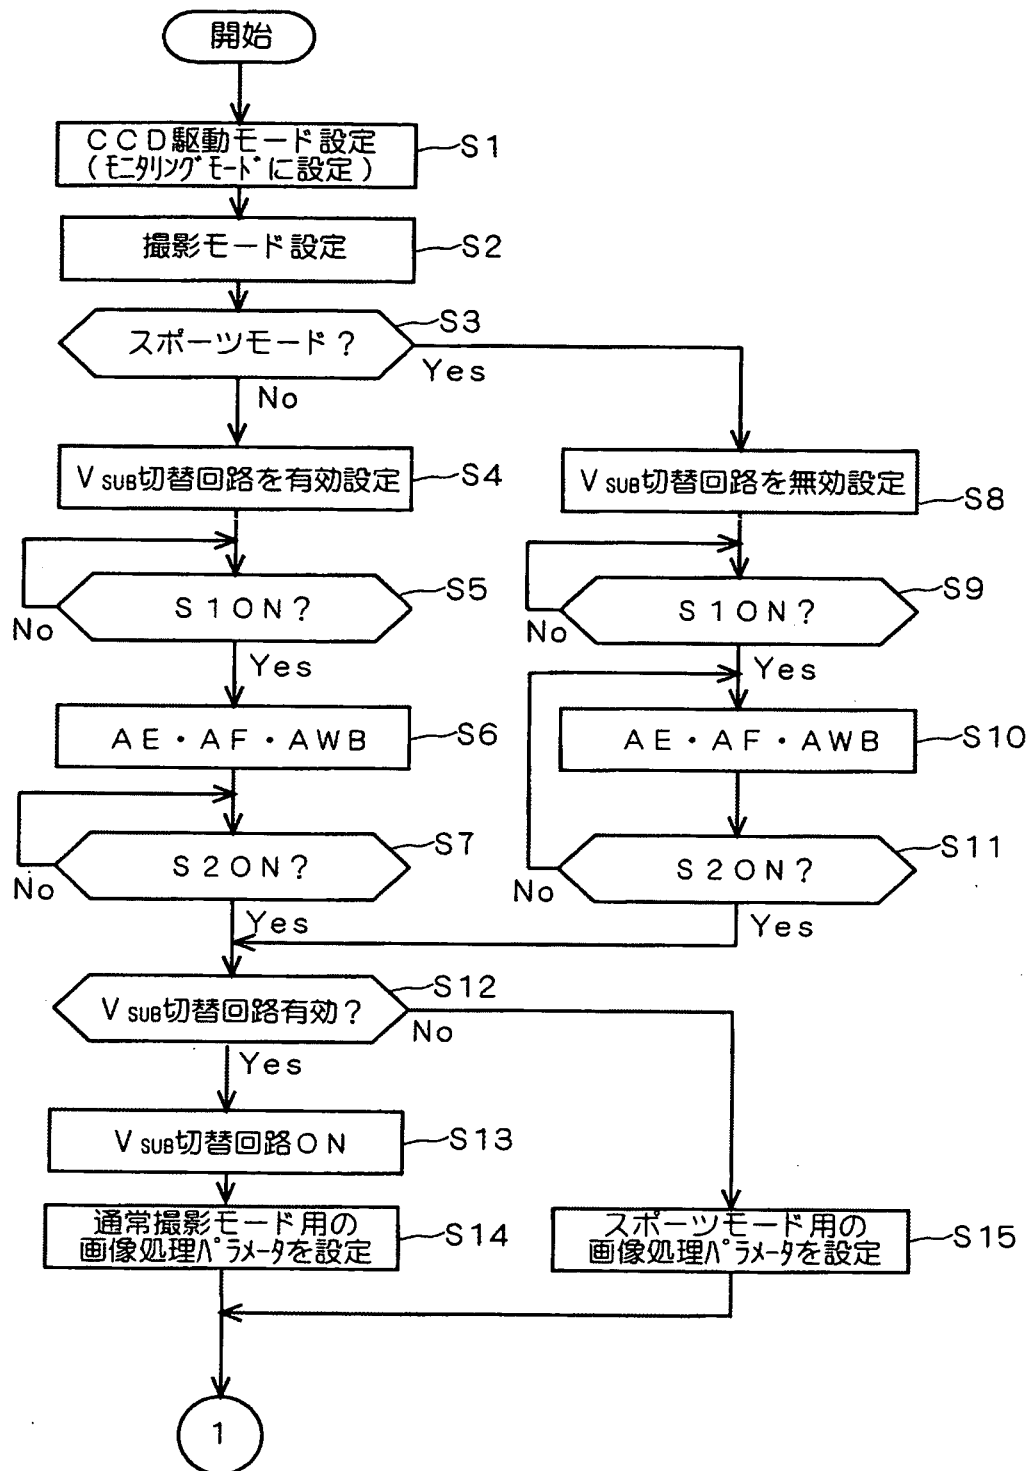 開始
CCD駆動モード設定
(モニタリングモードに設定)
S1
撮影モード設定
S2
スポーツモード?
S3
Yes
No
VSUB切替回路を有効設定
S4
VSUB切替回路を無効設定
S8
S1ON?
S5
No
Yes
S1ON?
S9
No
Yes
AE・AF・AWB
S6
AE・AF・AWB
S10
S2ON?
S7
No
Yes
S2ON?
S11
No
Yes
VSUB切替回路有効?
S12
No
Yes
VSUB切替回路ON
S13
通常撮影モード用の
画像処理パラメータを設定
S14
スポーツモード用の
画像処理パラメータを設定
S15
1